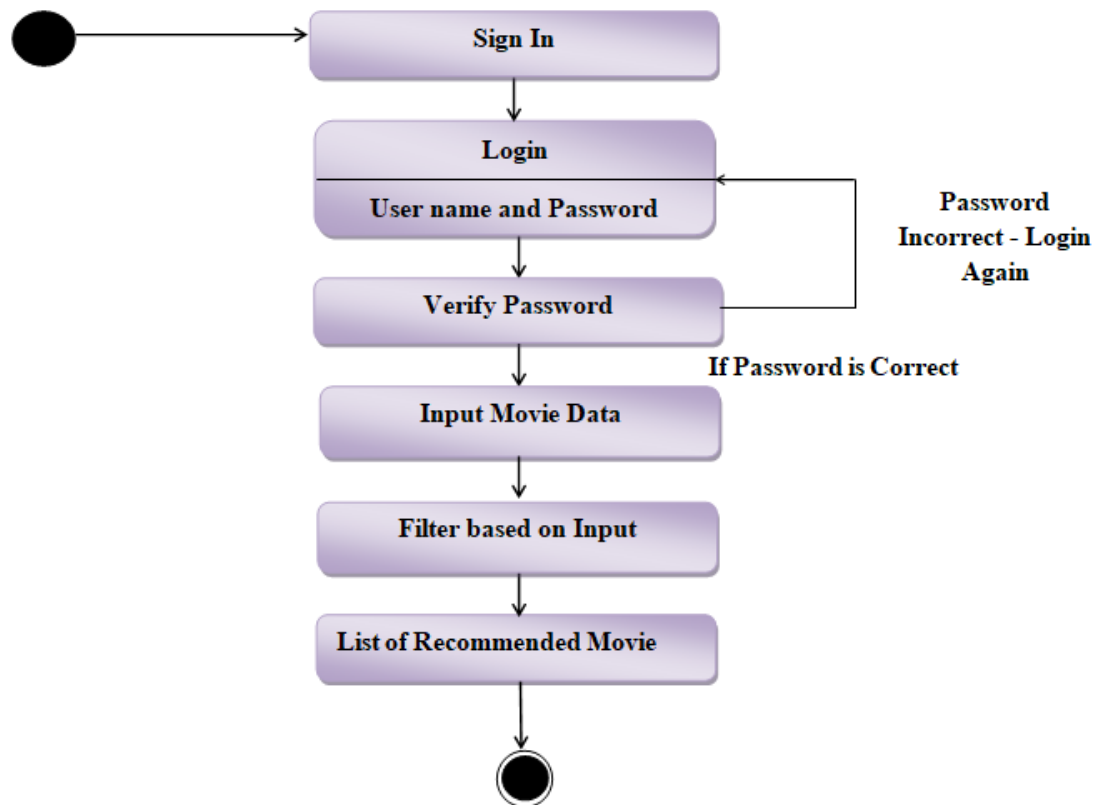 Sign In
Login
User name and Password
Password
Incorrect - Login
Again
Verify Password
If Password is Correct
Input Movie Data
Filter based on Input
List of Recommended Movie